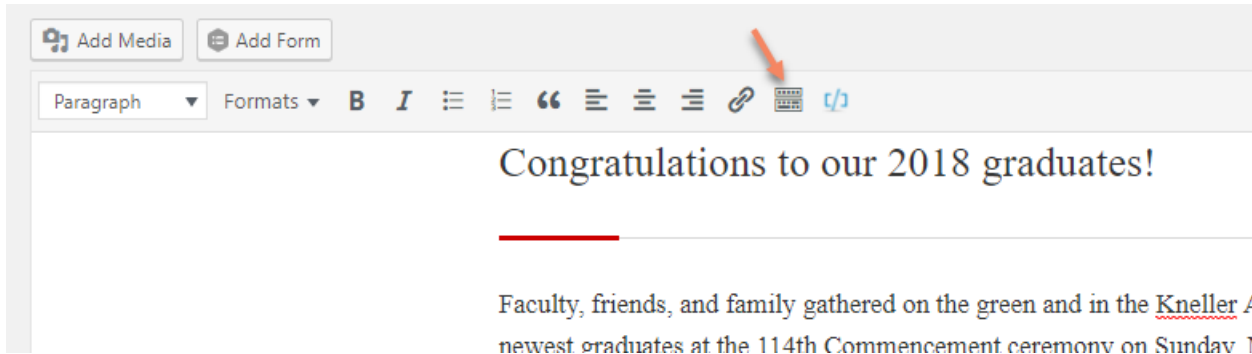 Add Media Add Form
Paragraph Formats B I
Congratulations to our 2018 graduates!
Faculty, friends, and family gathered on the green and in the Kneller
newest graduates at the 114th Commencement ceremony on Sunday